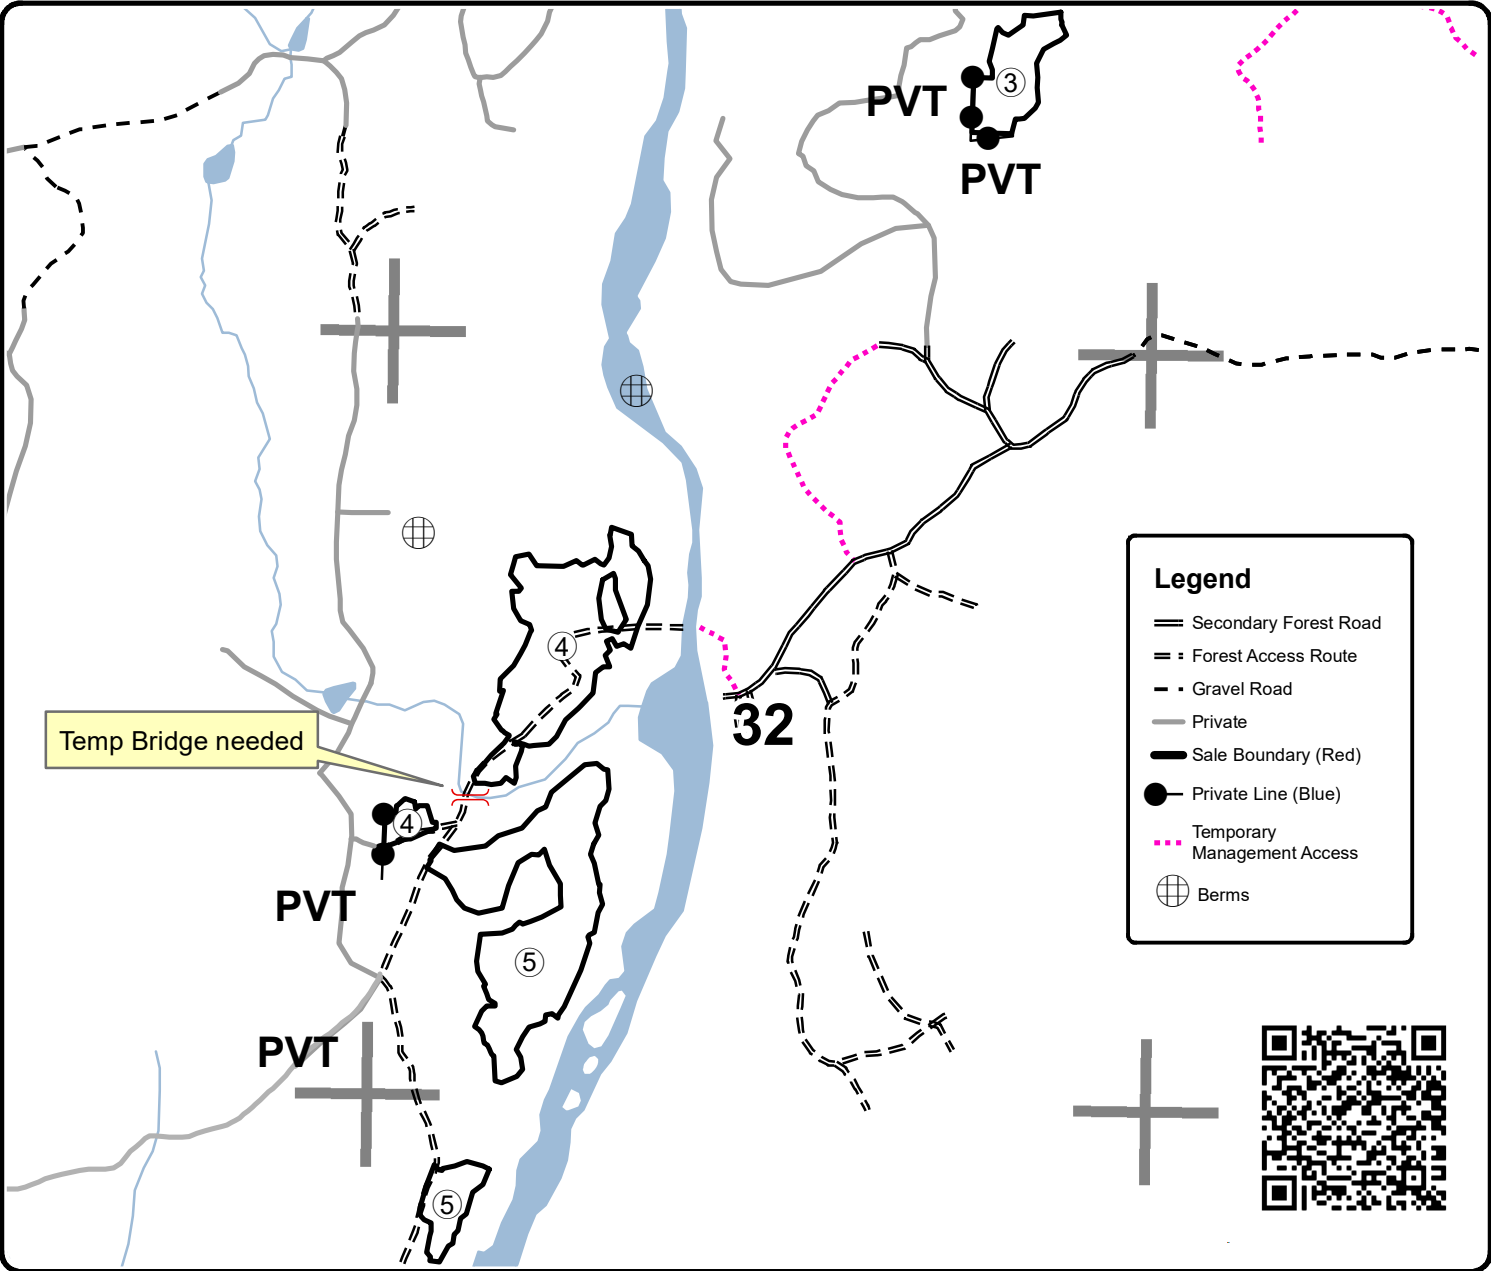 3
PVT
PVT
4
32
Temp Bridge needed
4
PVT
5
PVT
5
Legend
Secondary Forest Road
Forest Access Route
Gravel Road
Private
Sale Boundary (Red)
Private Line (Blue)
Temporary
Management Access
Berms